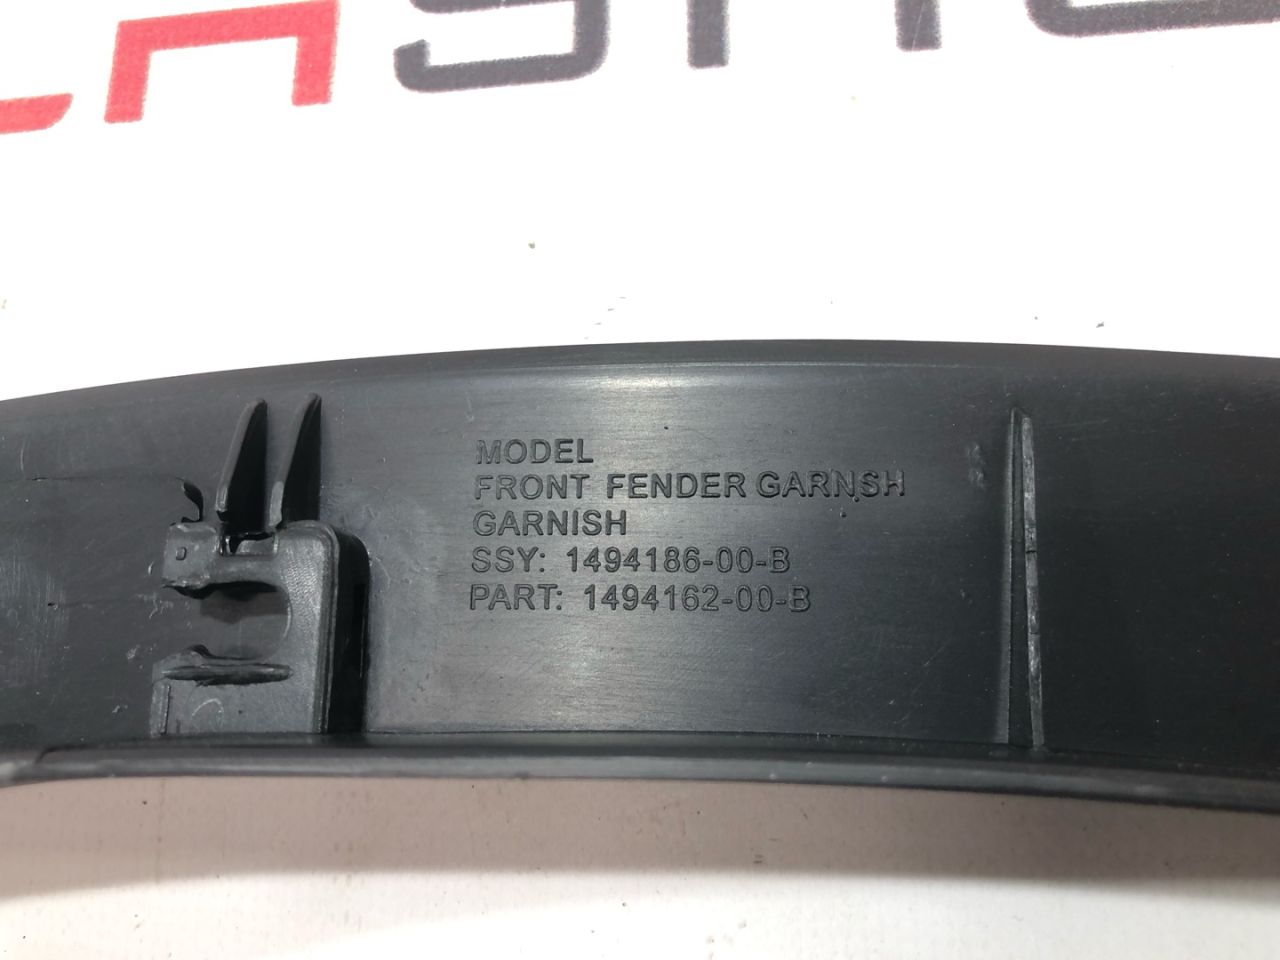 MODEL
FRONT FENDER GARNSH
GARNISH
SSY: 1494186-00-B
PART: 1494162-00-B